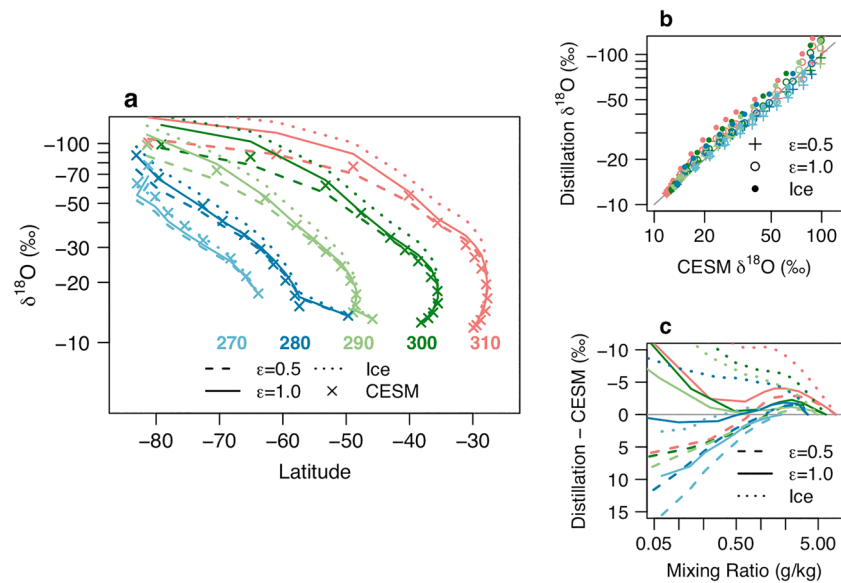 a
-100
-70
-50
-30
-20
-10
δ18O (‰)
270 280 290 300 310
ε=0.5 Ice
ε=1.0 CESM
-80 -70 -60 -50 -40 -30
Latitude
b
-100
-50
-20
-10
Distillation δ18O (‰)
ε=0.5
ε=1.0
Ice
10 20 50 100
CESM δ18O (‰)
c
-10
-5
0
5
10
15
Distillation – CESM (‰)
ε=0.5
ε=1.0
Ice
0.05 0.50 5.00
Mixing Ratio (g/kg)